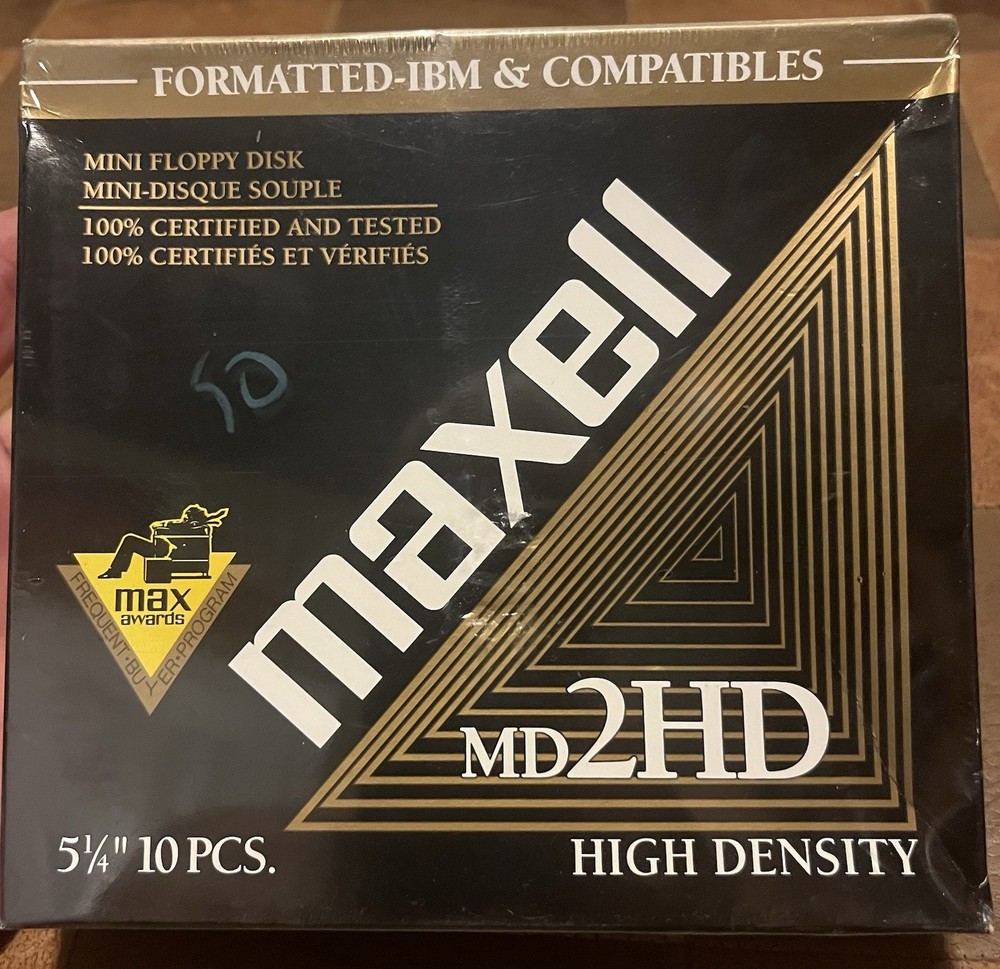 FORMATTED-IBM & COMPATIBLES
MINI FLOPPY DISK
MINI-DISQUE SOUPLE
100% CERTIFIED AND TESTED
100% CERTIFIÉS ET VÉRIFIÉS
maxell
50
max
awards
FREQUENT·BUYER·PROGRAM
MD2HD
5¼" 10 PCS.
HIGH DENSITY